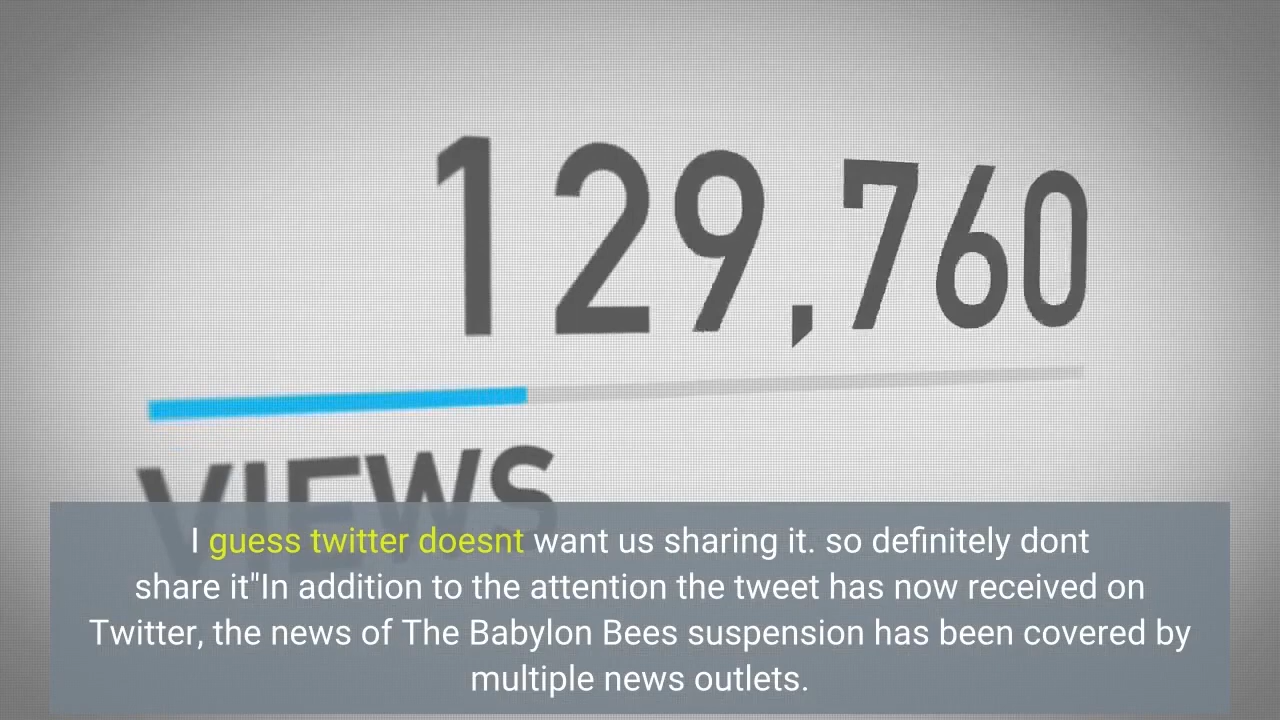 129,760
VIEWS
I guess twitter doesnt want us sharing it. so definitely dont
share it"In addition to the attention the tweet has now received on
Twitter, the news of The Babylon Bees suspension has been covered by
multiple news outlets.